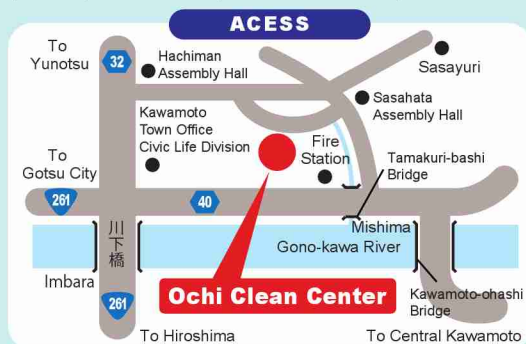 ACESS
To
Yunotsu
32
Hachiman
Assembly Hall
Sasayuri
Kawamoto
Town Office
Civic Life Division
Sasahata
Assembly Hall
Fire
Station
To
Gotsu City
Tamakuri-bashi
Bridge
261
40
川下橋
Mishima
Gono-kawa River
Imbara
261
Ochi Clean Center
Kawamoto-ohashi
Bridge
To Hiroshima
To Central Kawamoto